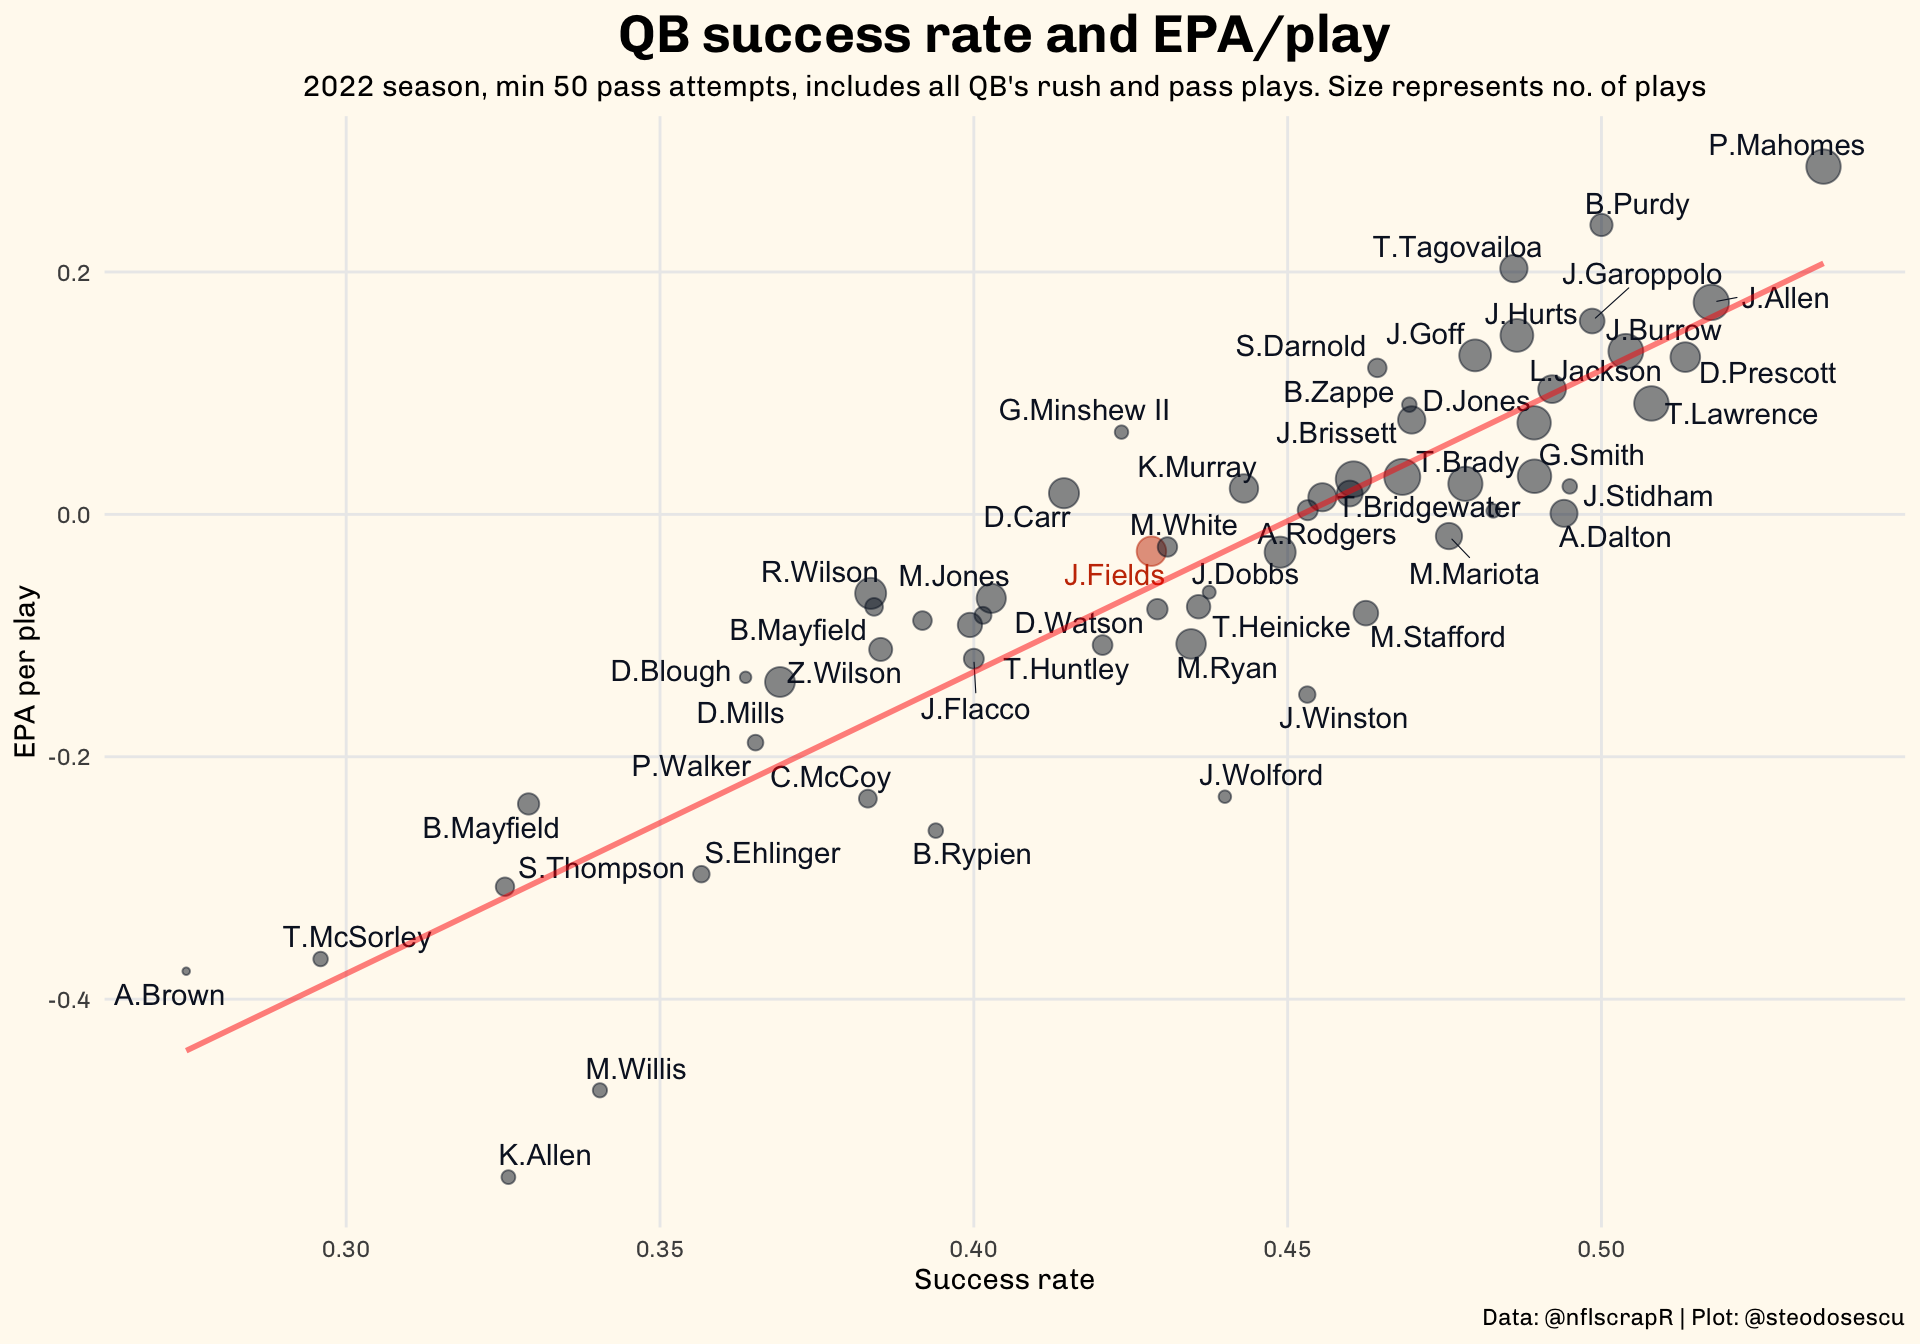 QB success rate and EPA/play
2022 season, min 50 pass attempts, includes all QB's rush and pass plays. Size represents no. of plays
P.Mahomes
B.Purdy
T.Tagovailoa
J.Garoppolo
J.Allen
J.Hurts
J.Burrow
J.Goff
S.Darnold
L.Jackson
D.Prescott
B.Zappe
D.Jones
G.Minshew II
T.Lawrence
J.Brissett
K.Murray
T.Brady
G.Smith
J.Stidham
T.Bridgewater
D.Carr
M.White
A.Rodgers
A.Dalton
R.Wilson
M.Jones
J.Fields
J.Dobbs
M.Mariota
B.Mayfield
D.Watson
T.Heinicke
M.Stafford
D.Blough
Z.Wilson
T.Huntley
M.Ryan
D.Mills
J.Flacco
J.Winston
P.Walker
C.McCoy
J.Wolford
B.Mayfield
S.Ehlinger
B.Rypien
S.Thompson
T.McSorley
A.Brown
M.Willis
K.Allen
0.2
0.0
-0.2
-0.4
EPA per play
0.30
0.35
0.40
0.45
0.50
Success rate
Data: @nflscrapR | Plot: @steodosescu